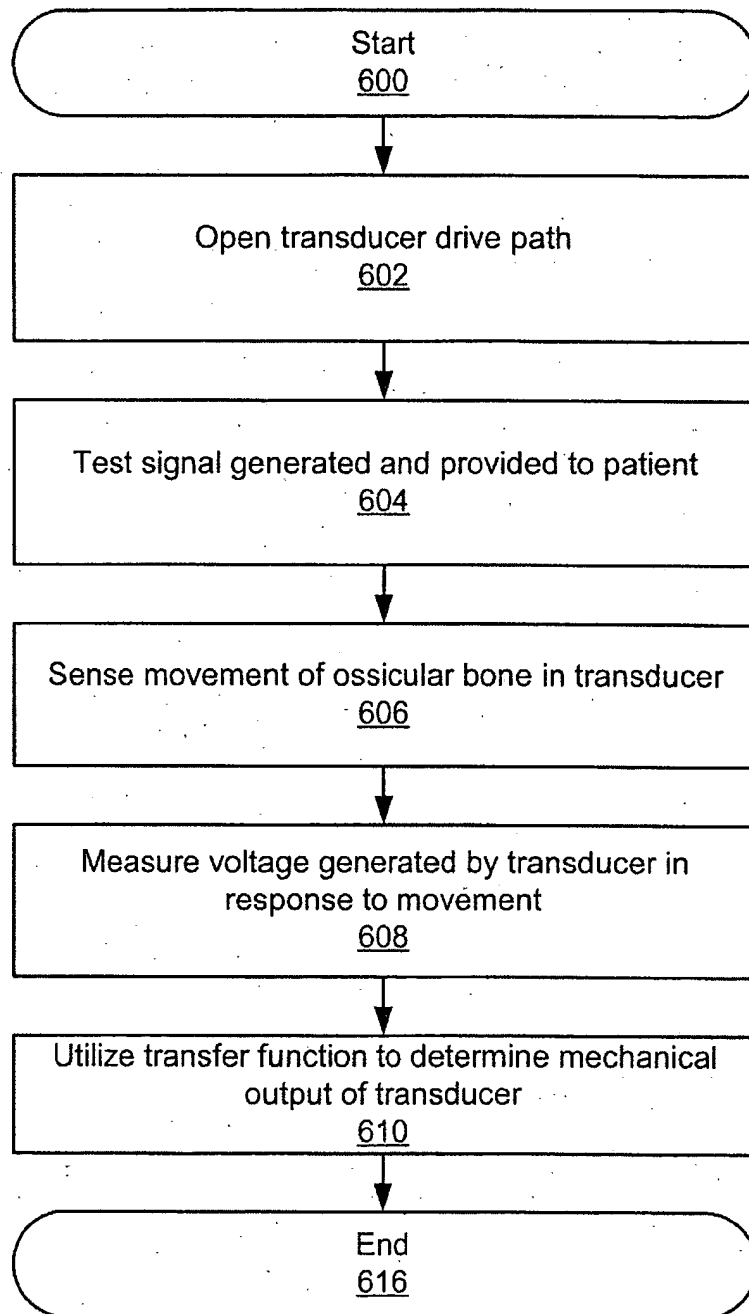 Start
600
Open transducer drive path
602
Test signal generated and provided to patient
604
Sense movement of ossicular bone in transducer
606
Measure voltage generated by transducer in
response to movement
608
Utilize transfer function to determine mechanical
output of transducer
610
End
616